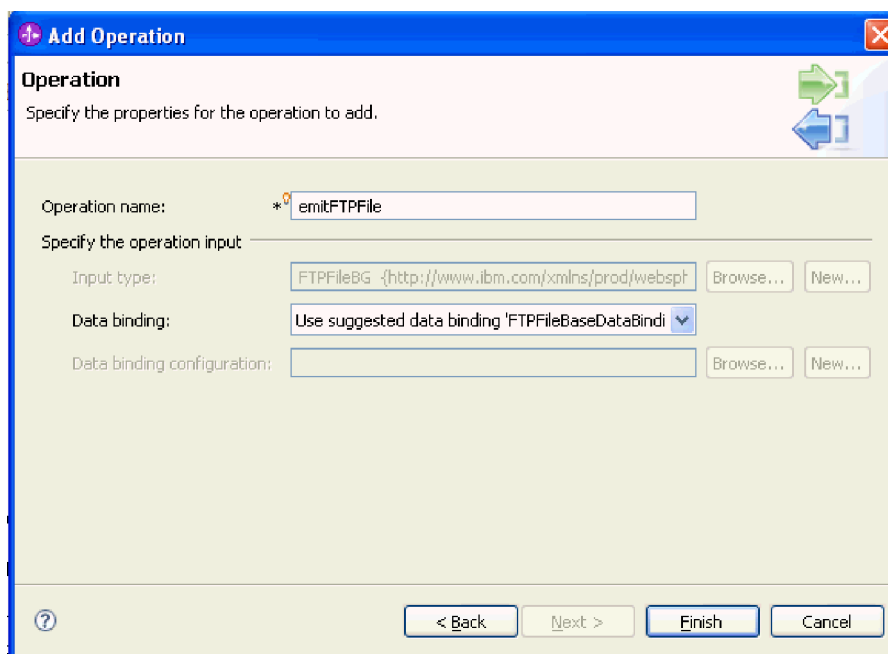 Add Operation
Operation
Specify the properties for the operation to add.
Operation name: * emitFTPFile
Specify the operation input
Input type: FTPFileBG {http://www.ibm.com/xmlns/prod/websph Browse... New...
Data binding: Use suggested data binding 'FTPFileBaseDataBindi
Data binding configuration: Browse... New...
? < Back Next > Finish Cancel